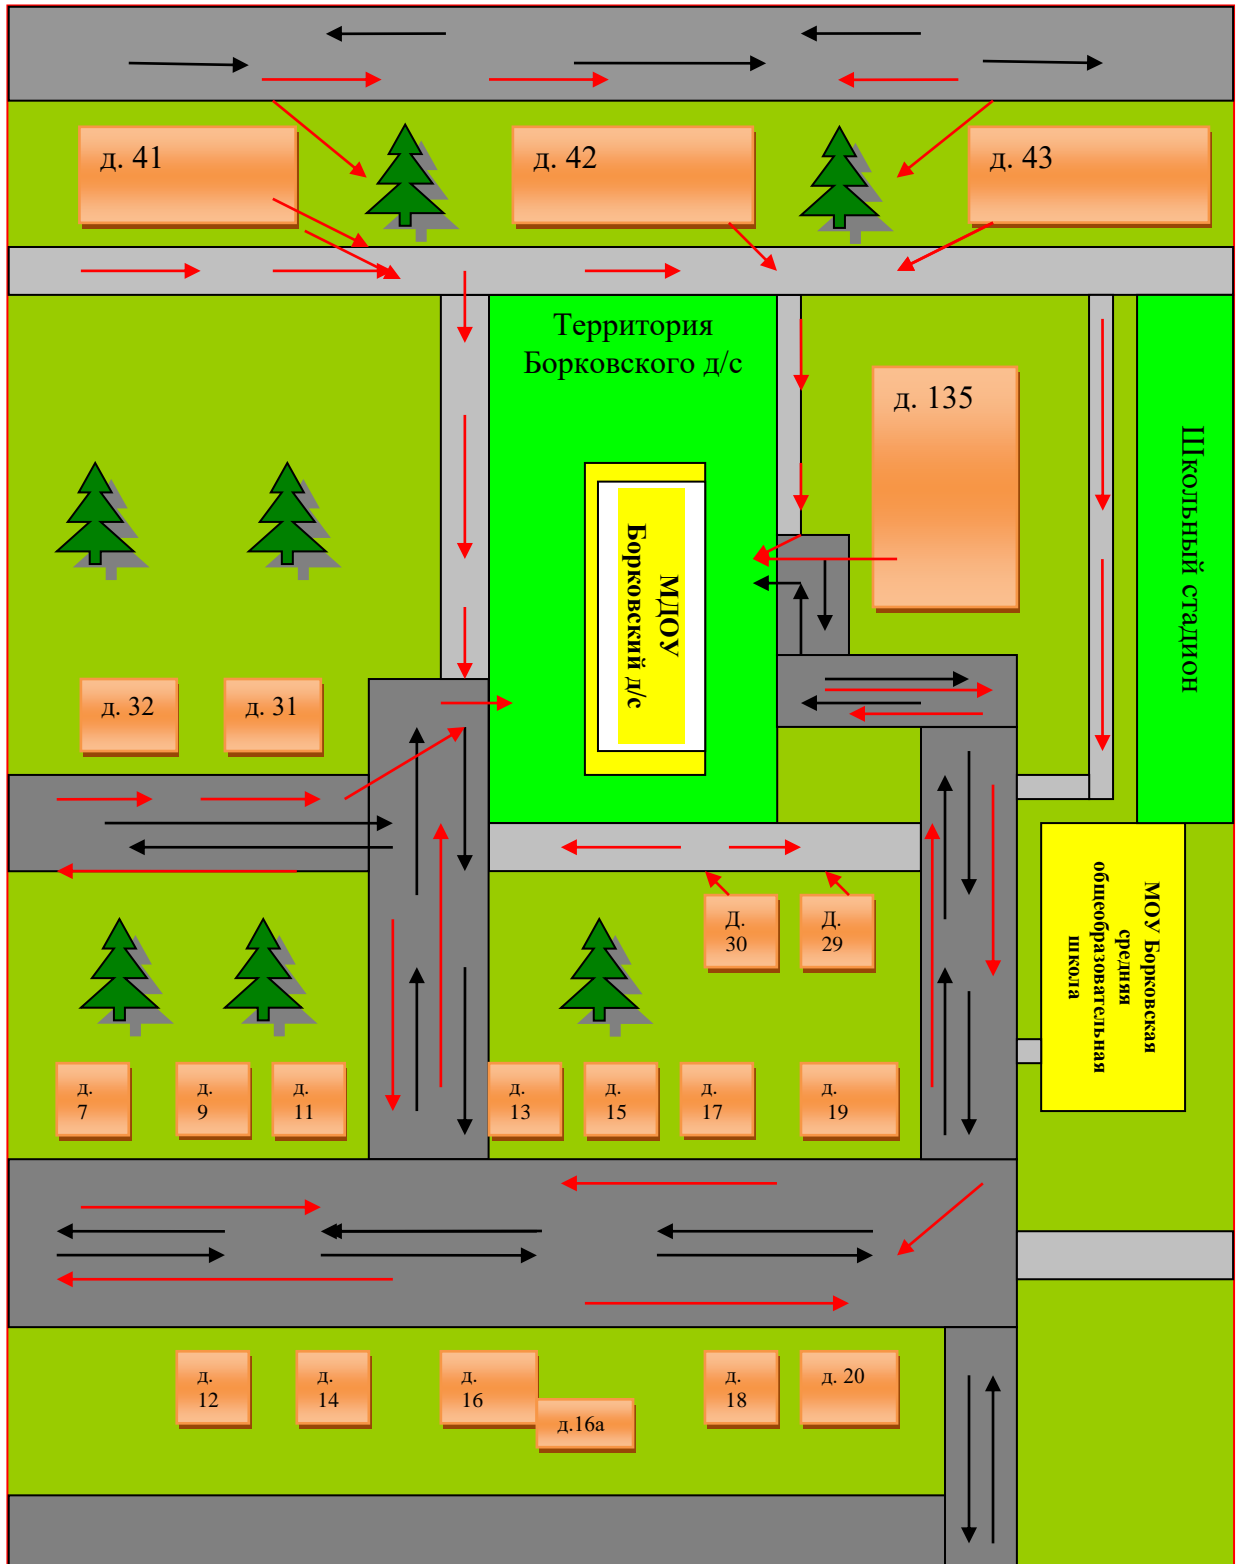 д. 41
д. 42
д. 43
Территория
Борковского д/с
д. 135
Школьный стадион
МДОУ
Борковский д/с
д. 32
д. 31
Д.
30
Д.
29
МОУ Борковская
средняя
общеобразовательная
школа
д.
7
д.
9
д.
11
д.
13
д.
15
д.
17
д.
19
д.
12
д.
14
д.
16
д.16а
д.
18
д. 20